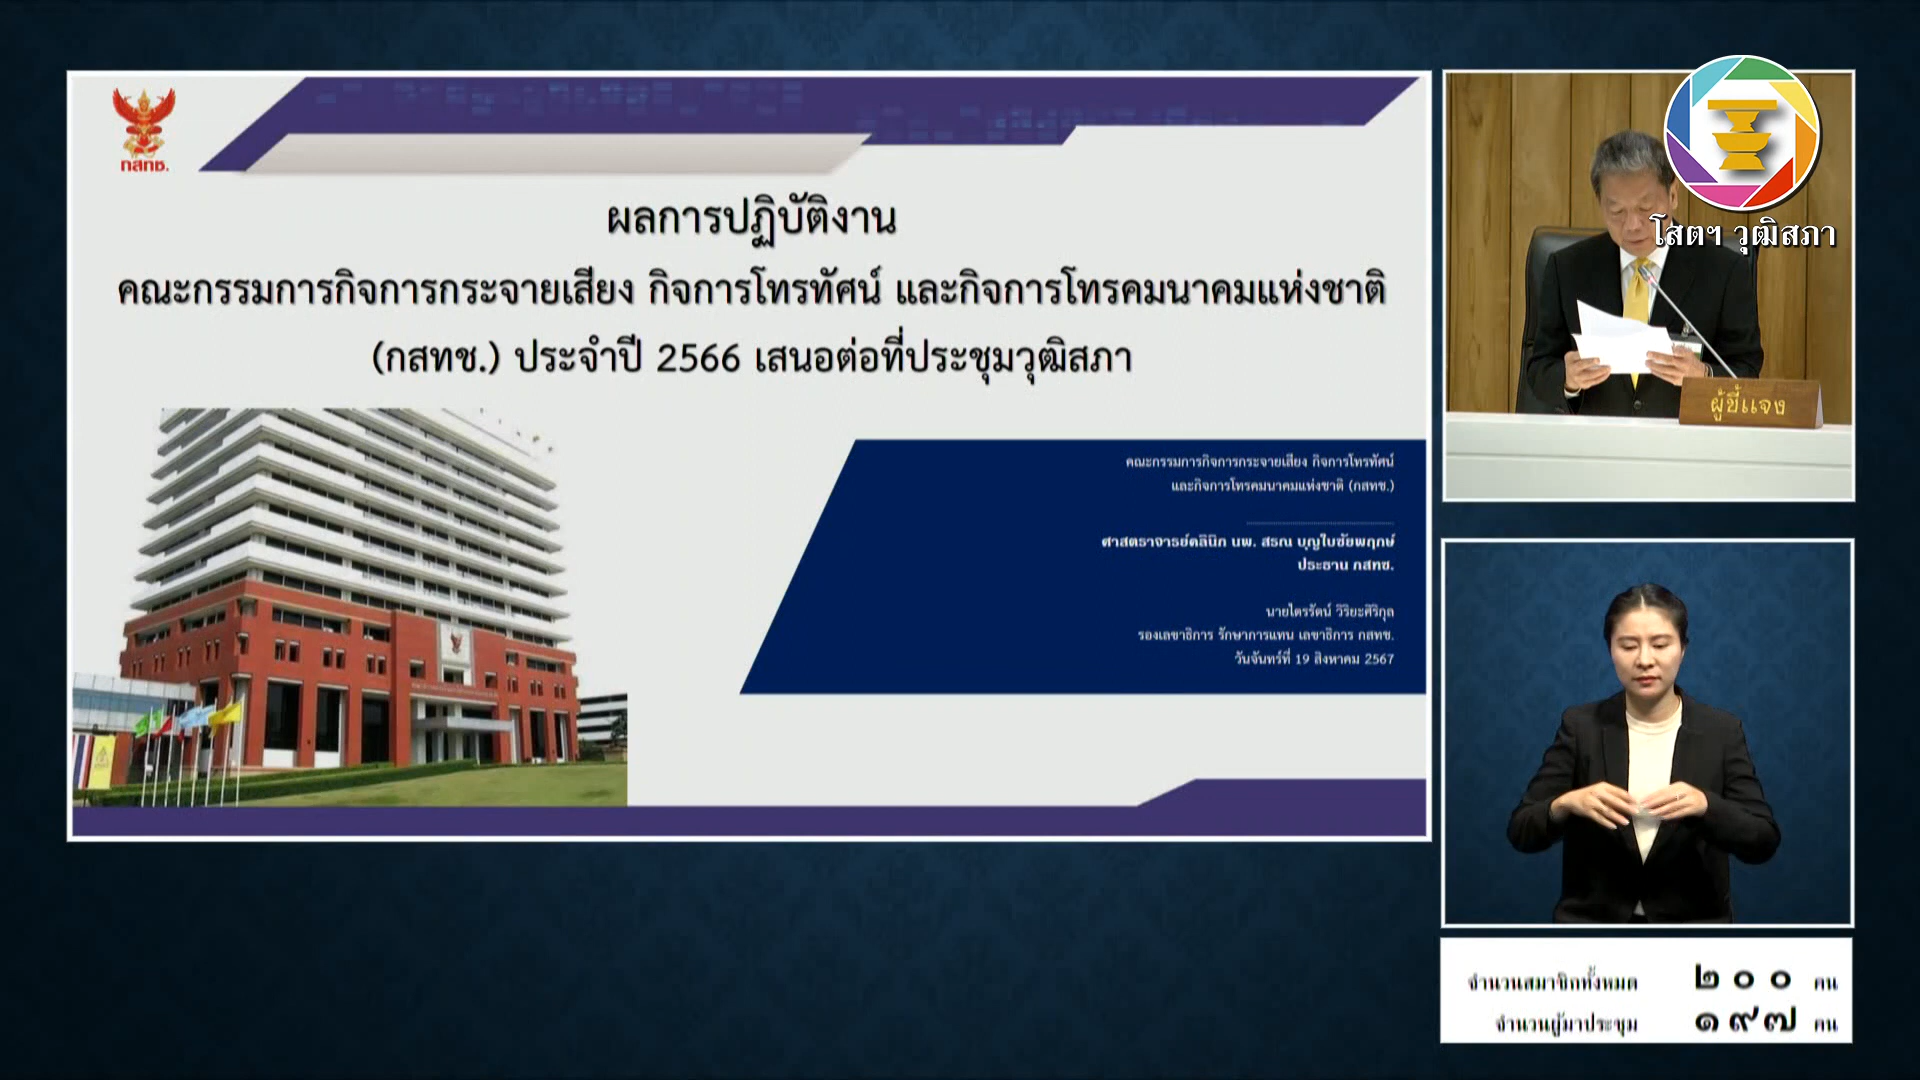 กสทช.
ผลการปฏิบัติงาน
คณะกรรมการกิจการกระจายเสียง กิจการโทรทัศน์ และกิจการโทรคมนาคมแห่งชาติ
(กสทช.) ประจำปี 2566 เสนอต่อที่ประชุมวุฒิสภา
คณะกรรมการกิจการกระจายเสียง กิจการโทรทัศน์
และกิจการโทรคมนาคมแห่งชาติ (กสทช.)
ศาสตราจารย์คลินิก นพ. สรณ บุญใบชัยพฤกษ์
ประธาน กสทช.
นายไตรรัตน์ วิริยะศิริกุล
รองเลขาธิการ รักษาการแทน เลขาธิการ กสทช.
วันจันทร์ที่ 19 สิงหาคม 2567
โสตฯ วุฒิสภา
ผู้ชี้แจง
จำนวนสมาชิกทั้งหมด ๒๐๐ คน
จำนวนผู้มาประชุม ๑๙๗ คน